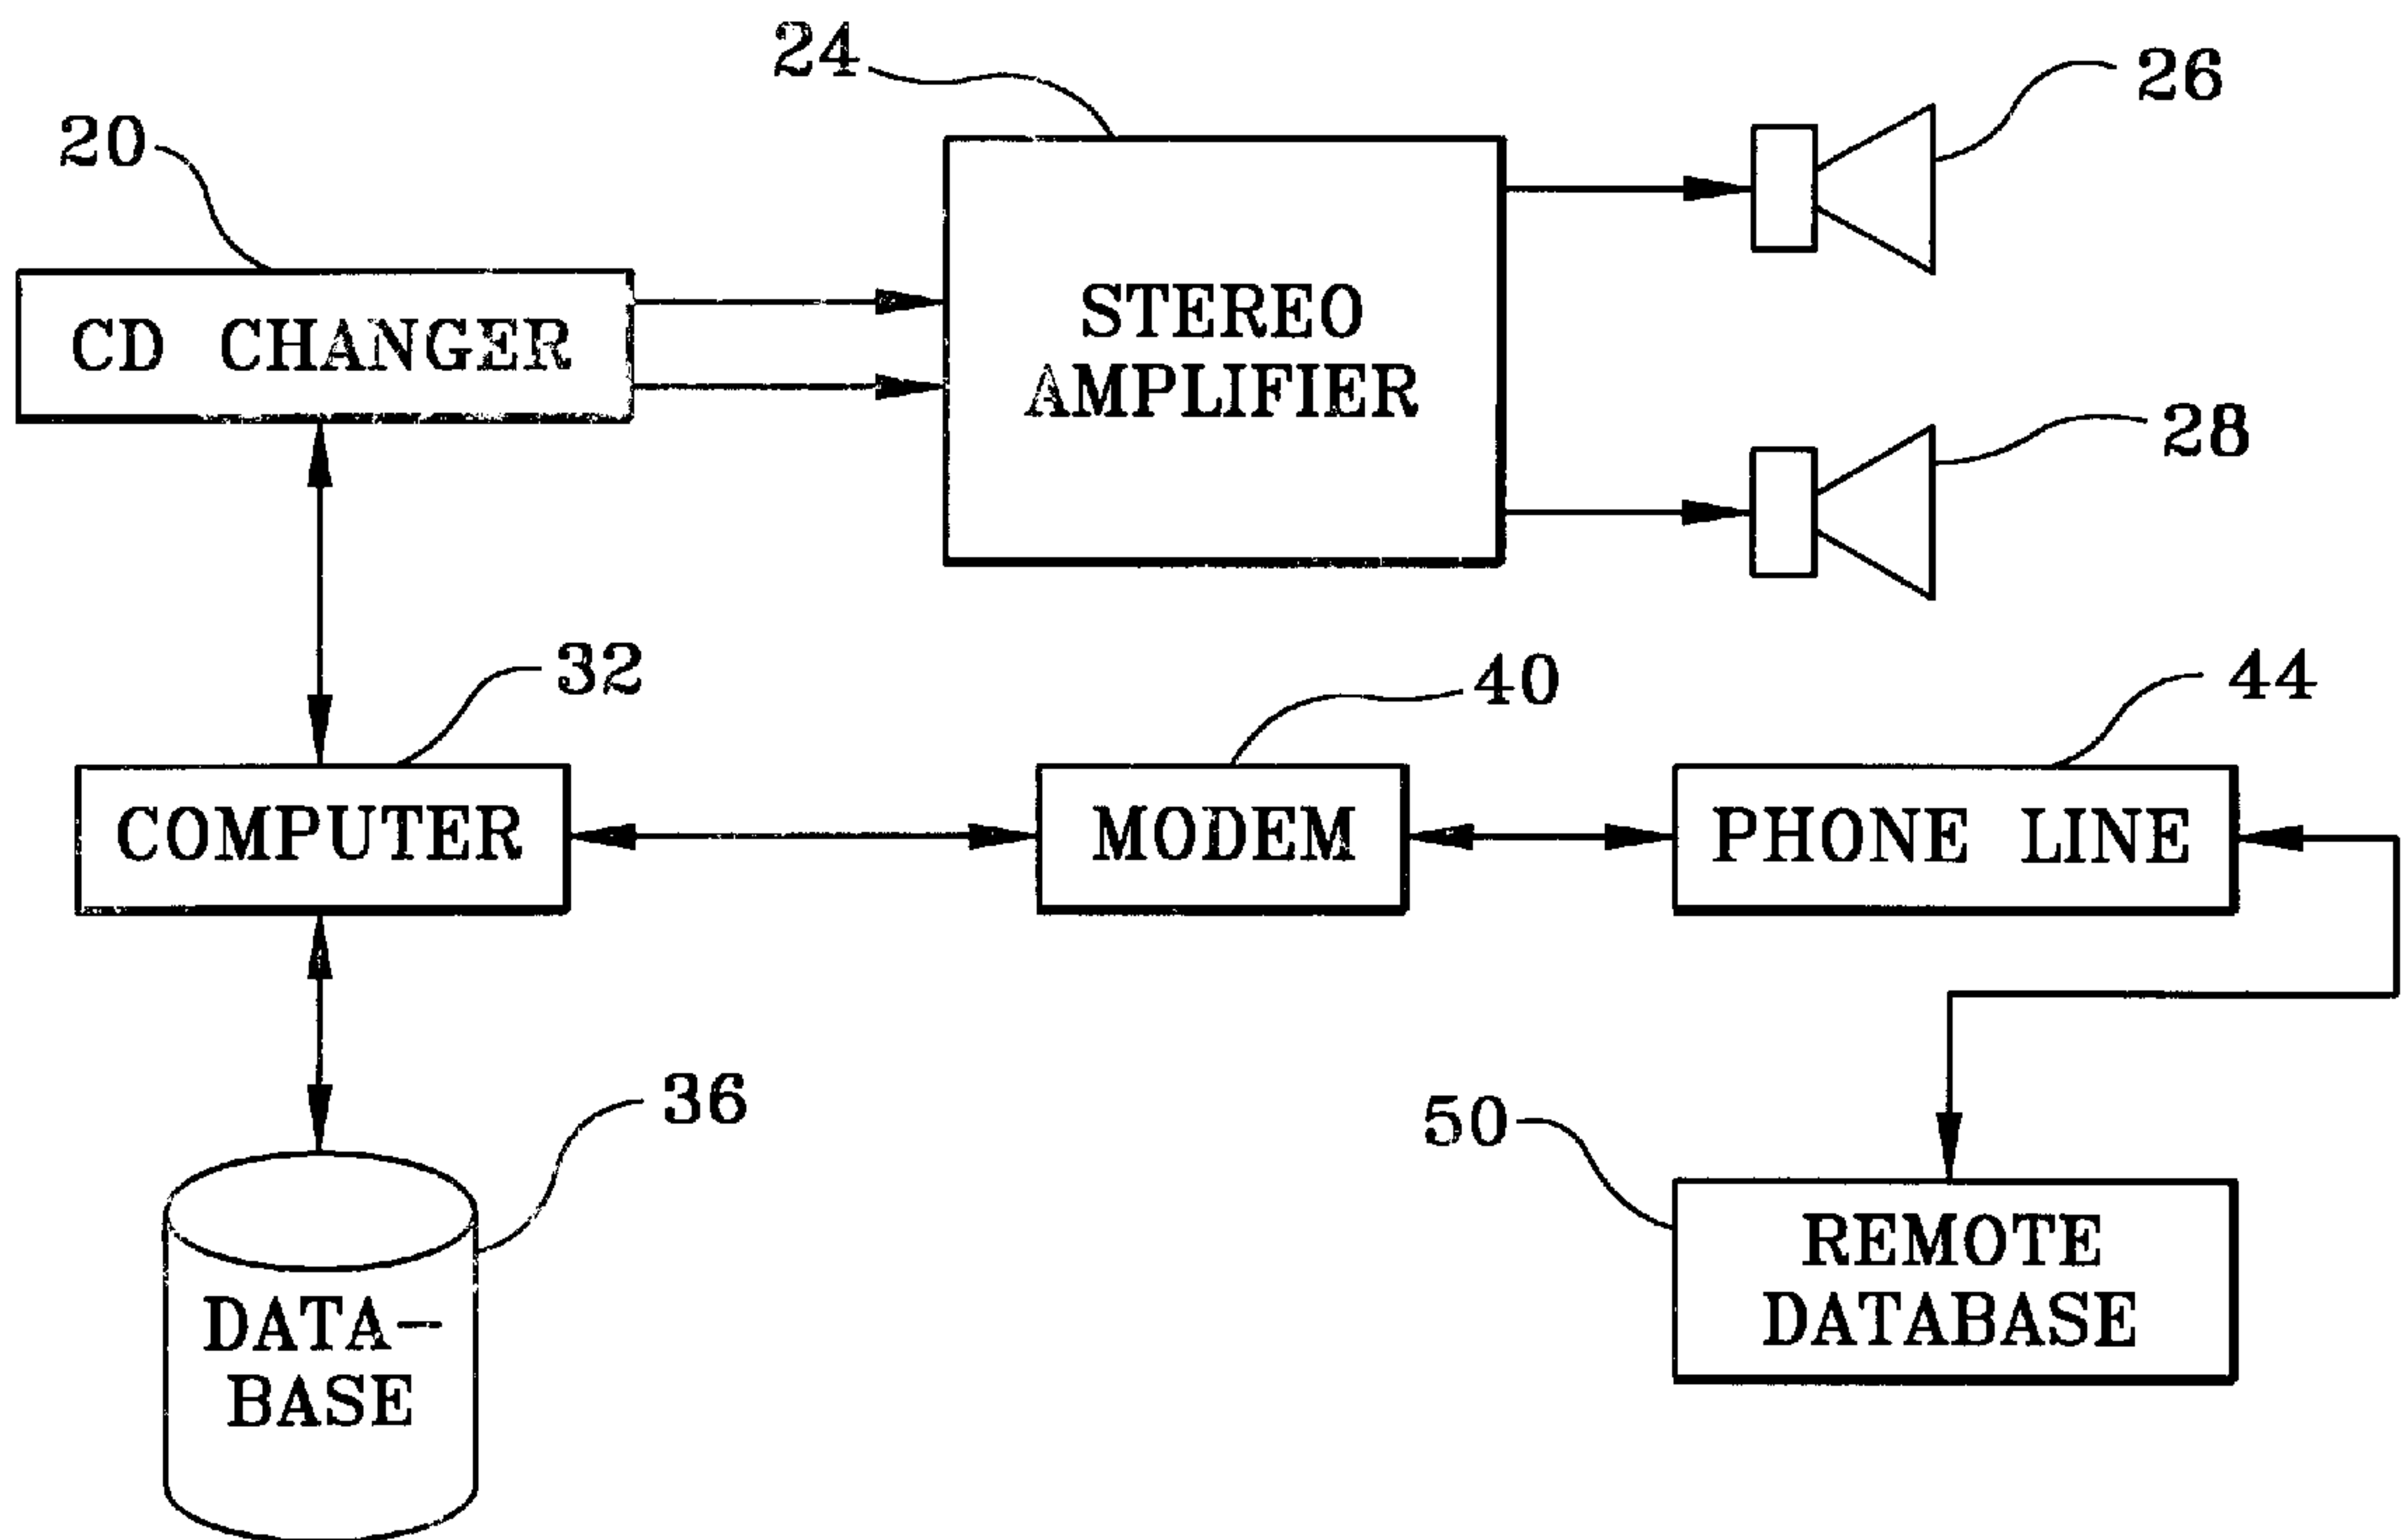 24
26
20
CD CHANGER
STEREO
AMPLIFIER
28
32
40
44
COMPUTER
MODEM
PHONE LINE
36
50
REMOTE
DATABASE
DATA-
BASE